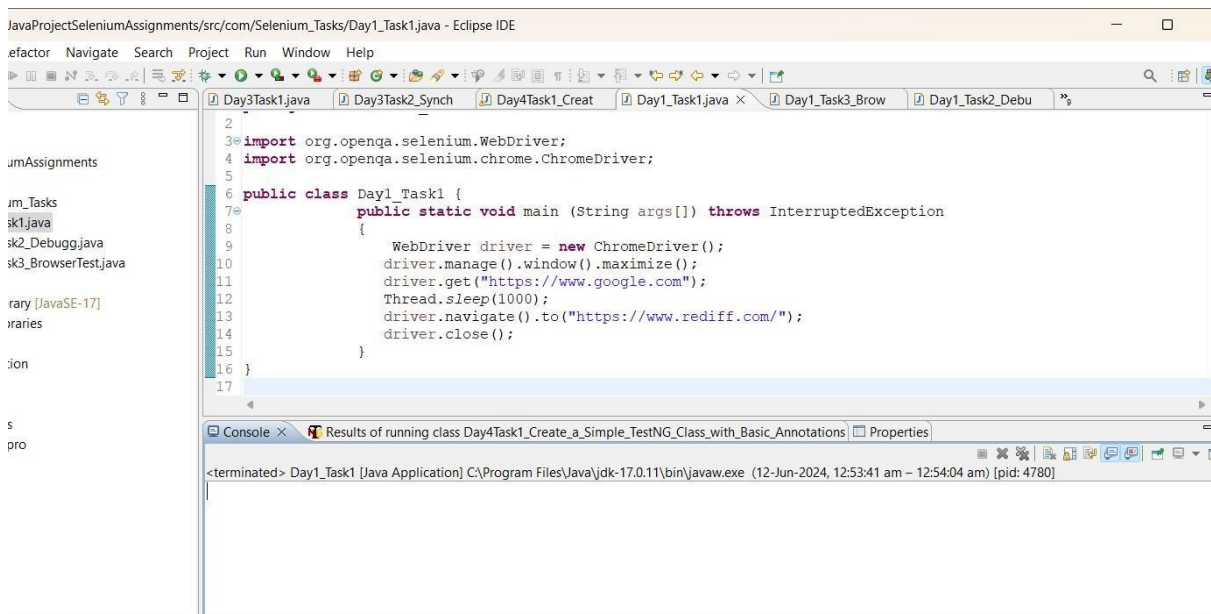 JavaProjectSeleniumAssignments/src/com/Selenium_Tasks/Day1_Task1.java - Eclipse IDE
efactor Navigate Search Project Run Window Help
Day3Task1.java Day3Task2_Synch Day4Task1_Creat Day1_Task1.java Day1_Task3_Brow Day1_Task2_Debu »9
umAssignments
um_Tasks
sk1.java
sk2_Debugg.java
sk3_BrowserTest.java
rary [JavaSE-17]
raries
tion
s
pro
2
3 import org.openqa.selenium.WebDriver;
4 import org.openqa.selenium.chrome.ChromeDriver;
5
6 public class Day1_Task1 {
7 public static void main (String args[]) throws InterruptedException
8 {
9 WebDriver driver = new ChromeDriver();
10 driver.manage().window().maximize();
11 driver.get("https://www.google.com");
12 Thread.sleep(1000);
13 driver.navigate().to("https://www.rediff.com/");
14 driver.close();
15 }
16 }
17
Console Results of running class Day4Task1_Create_a_Simple_TestNG_Class_with_Basic_Annotations Properties
<terminated> Day1_Task1 [Java Application] C:\Program Files\Java\jdk-17.0.11\bin\javaw.exe (12-Jun-2024, 12:53:41 am – 12:54:04 am) [pid: 4780]